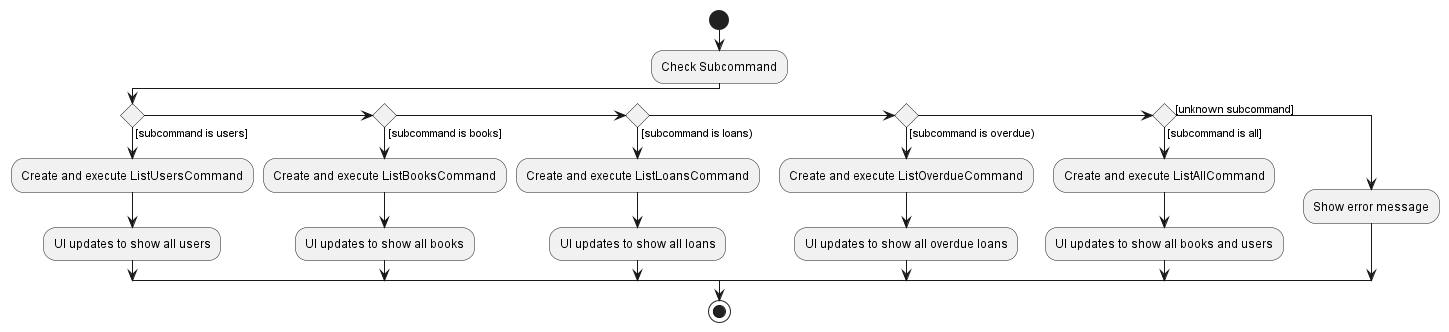 Check Subcommand
[unknown subcommand]
[subcommand is users]
[subcommand is books]
[subcommand is loans)
[subcommand is overdue)
[subcommand is all]
Create and execute ListUsersCommand
Create and execute ListBooksCommand
Create and execute ListLoansCommand
Create and execute ListOverdueCommand
Create and execute ListAllCommand
Show error message
UI updates to show all users
UI updates to show all books
UI updates to show all loans
UI updates to show all overdue loans
UI updates to show all books and users